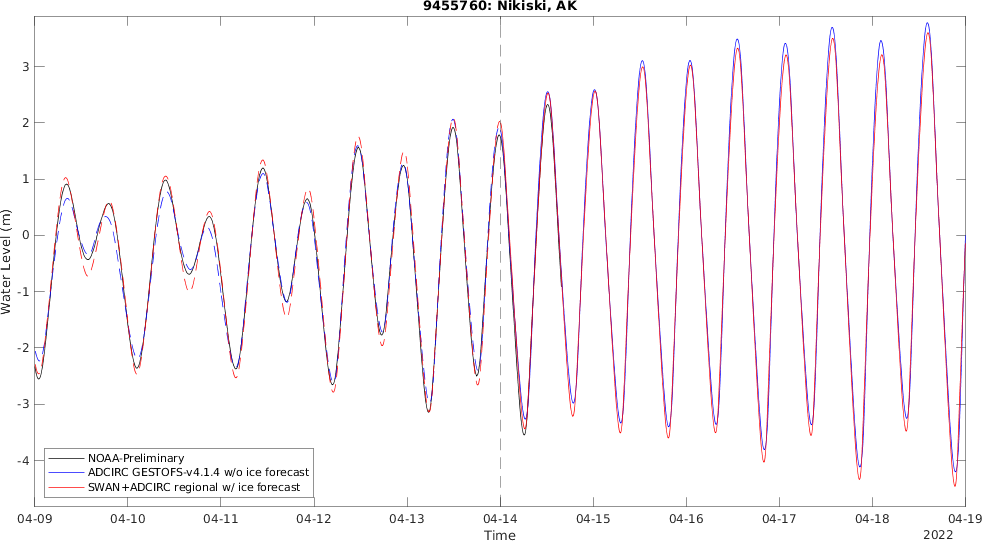 9455760: Nikiski, AK
Water Level (m)
3
2
1
0
-1
-2
-3
-4
NOAA-Preliminary
ADCIRC GESTOFS-v4.1.4 w/o ice forecast
SWAN+ADCIRC regional w/ ice forecast
04-09 04-10 04-11 04-12 04-13 04-14 04-15 04-16 04-17 04-18 04-19
Time
2022